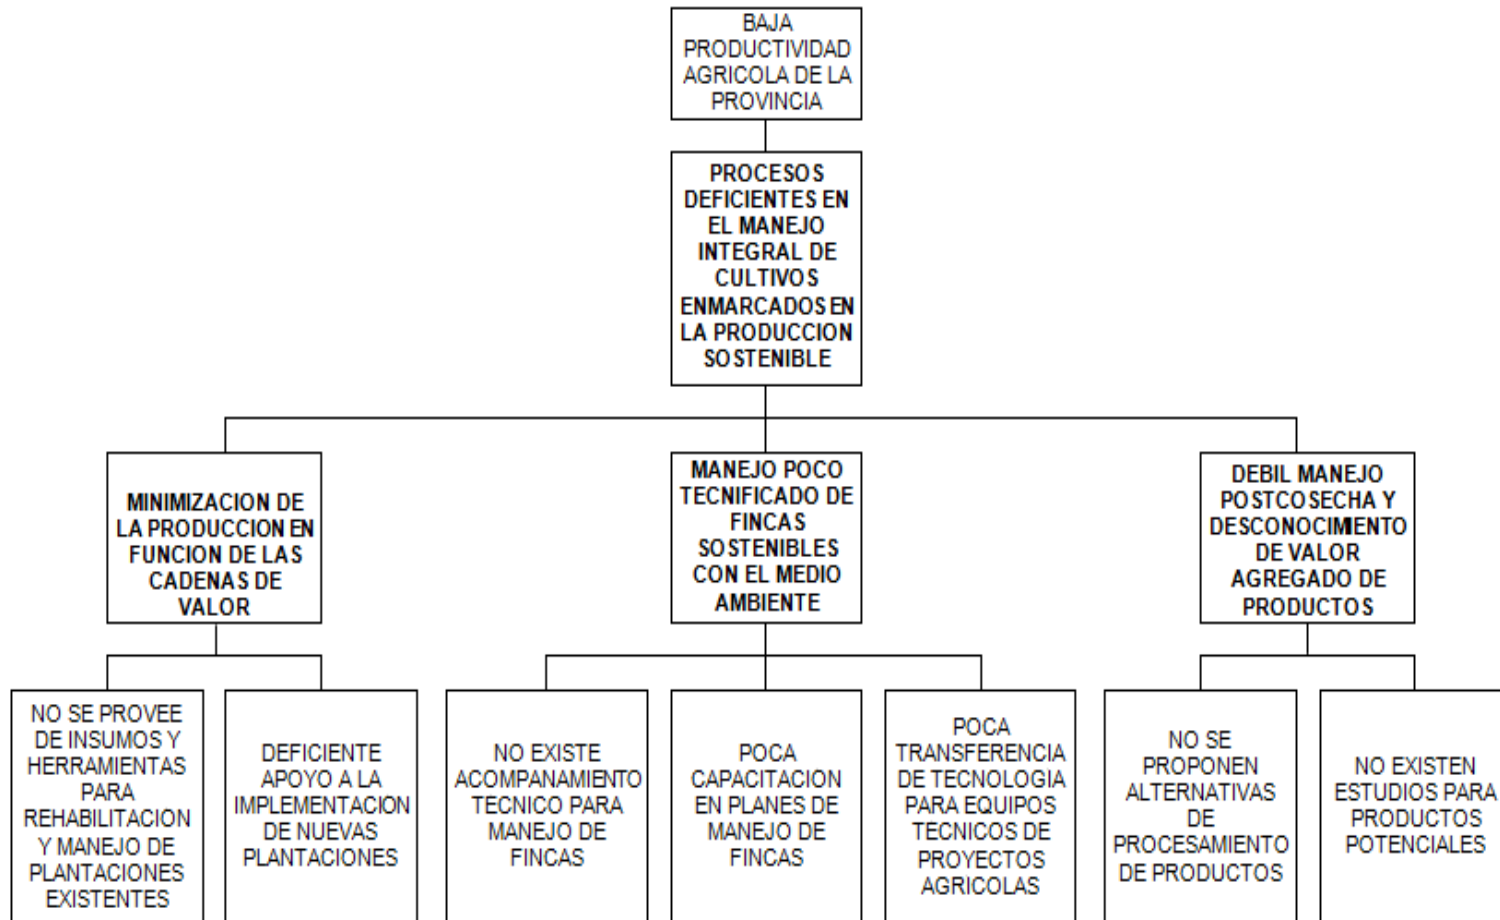 BAJA
PRODUCTIVIDAD
AGRICOLA DE LA
PROVINCIA
PROCESOS
DEFICIENTES EN
EL MANEJO
INTEGRAL DE
CULTIVOS
ENMARCADOS EN
LA PRODUCCION
SOSTENIBLE
MINIMIZACION DE
LA PRODUCCION EN
FUNCION DE LAS
CADENAS DE
VALOR
MANEJO POCO
TECNIFICADO DE
FINCAS
SOSTENIBLES
CON EL MEDIO
AMBIENTE
DEBIL MANEJO
POSTCOSECHA Y
DESCONOCIMIENTO
DE VALOR
AGREGADO DE
PRODUCTOS
NO SE PROVEE
DE INSUMOS Y
HERRAMIENTAS
PARA
REHABILITACION
Y MANEJO DE
PLANTACIONES
EXISTENTES
DEFICIENTE
APOYO A LA
IMPLEMENTACION
DE NUEVAS
PLANTACIONES
NO EXISTE
ACOMPANAMIENTO
TECNICO PARA
MANEJO DE
FINCAS
POCA
CAPACITACION
EN PLANES DE
MANEJO DE
FINCAS
POCA
TRANSFERENCIA
DE TECNOLOGIA
PARA EQUIPOS
TECNICOS DE
PROYECTOS
AGRICOLAS
NO SE
PROPONEN
ALTERNATIVAS
DE
PROCESAMIENTO
DE PRODUCTOS
NO EXISTEN
ESTUDIOS PARA
PRODUCTOS
POTENCIALES